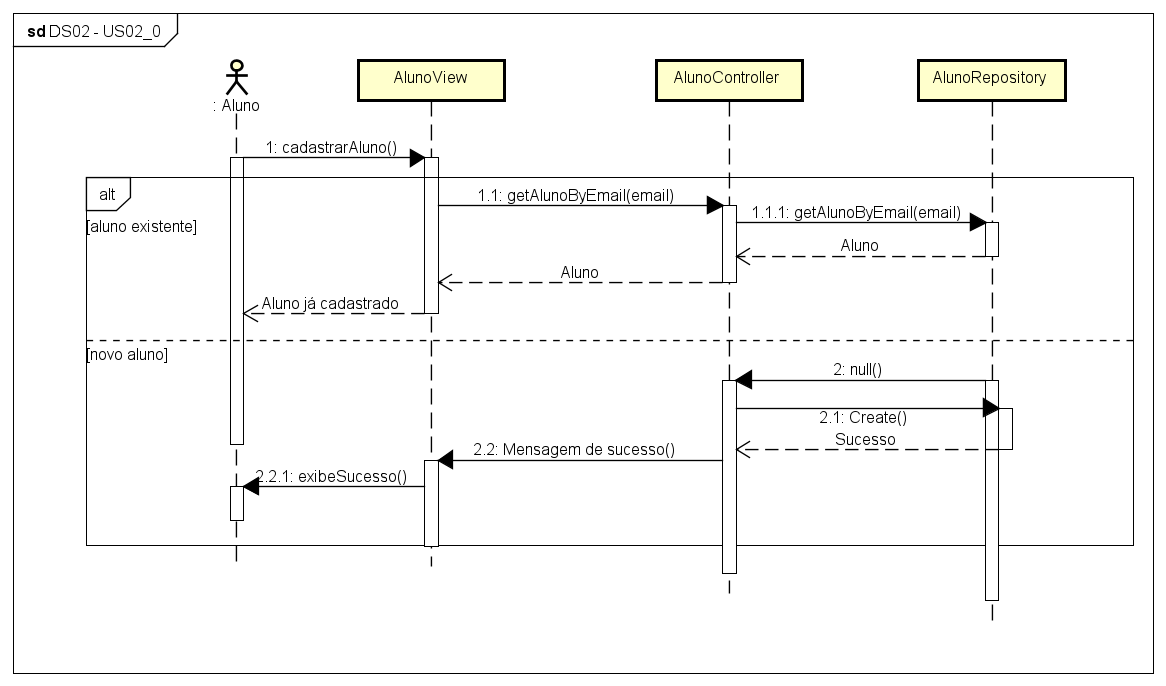 sd DS02 - US02_0
: Aluno
AlunoView
AlunoController
AlunoRepository
1: cadastrarAluno()
alt
1.1: getAlunoByEmail(email)
1.1.1: getAlunoByEmail(email)
[aluno existente]
Aluno
Aluno
Aluno já cadastrado
[novo aluno]
2: null()
2.1: Create()
Sucesso
2.2: Mensagem de sucesso()
2.2.1: exibeSucesso()